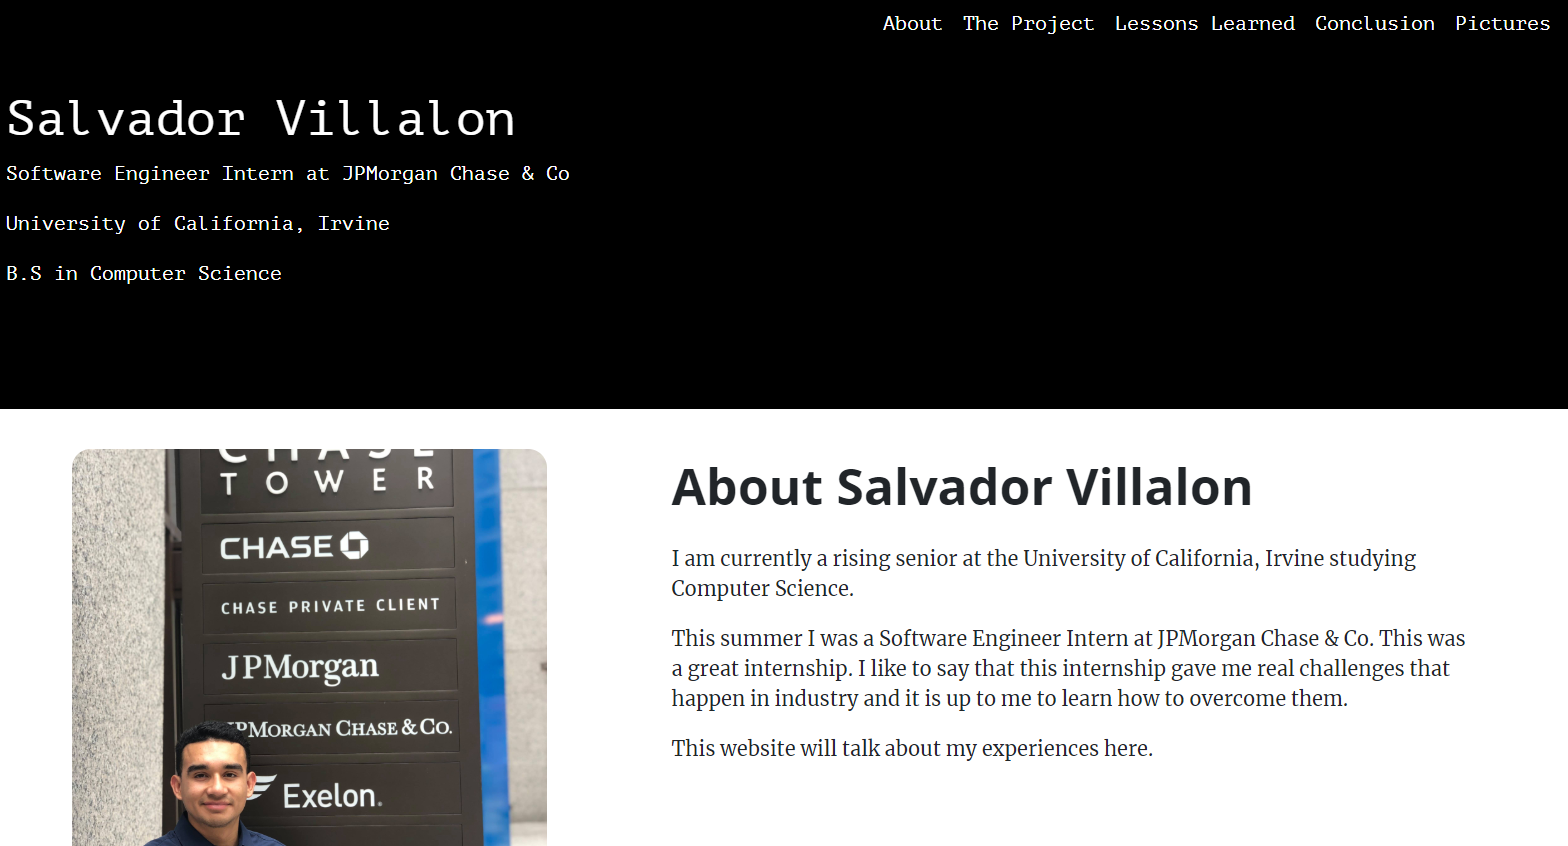 About The Project Lessons Learned Conclusion Pictures
Salvador Villalon
Software Engineer Intern at JPMorgan Chase & Co
University of California, Irvine
B.S in Computer Science
CHASE
TOWER
CHASE
CHASE PRIVATE CLIENT
J.P.Morgan
JPMORGAN CHASE & CO.
Exelon.
About Salvador Villalon
I am currently a rising senior at the University of California, Irvine studying
Computer Science.
This summer I was a Software Engineer Intern at JPMorgan Chase & Co. This was
a great internship. I like to say that this internship gave me real challenges that
happen in industry and it is up to me to learn how to overcome them.
This website will talk about my experiences here.